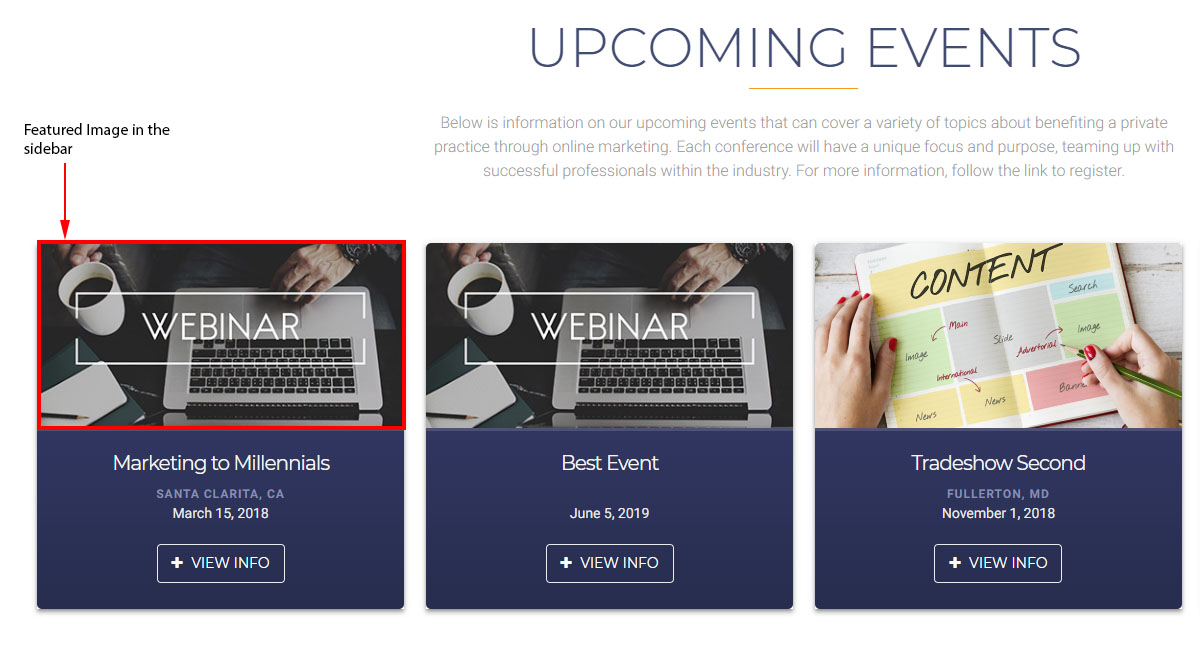 UPCOMING EVENTS
Featured Image in the
sidebar
Below is information on our upcoming events that can cover a variety of topics about benefiting a private
practice through online marketing. Each conference will have a unique focus and purpose, teaming up with
successful professionals within the industry. For more information, follow the link to register.
WEBINAR
WEBINAR
CONTENT
Search
Main
Image
Slide
Image
Advertorial
International
News
News
Marketing to Millennials
SANTA CLARITA, CA
March 15, 2018
+ VIEW INFO
Best Event
June 5, 2019
+ VIEW INFO
Tradeshow Second
FULLERTON, MD
November 1, 2018
+ VIEW INFO